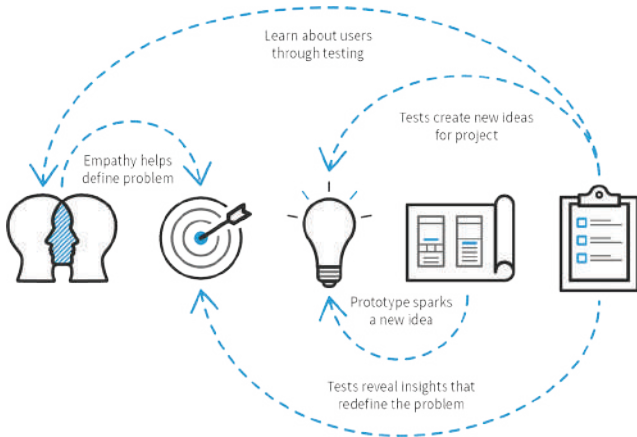 Learn about users
through testing
Tests create new ideas
for project
Empathy helps
define problem
Prototype sparks
a new idea
Tests reveal insights that
redefine the problem